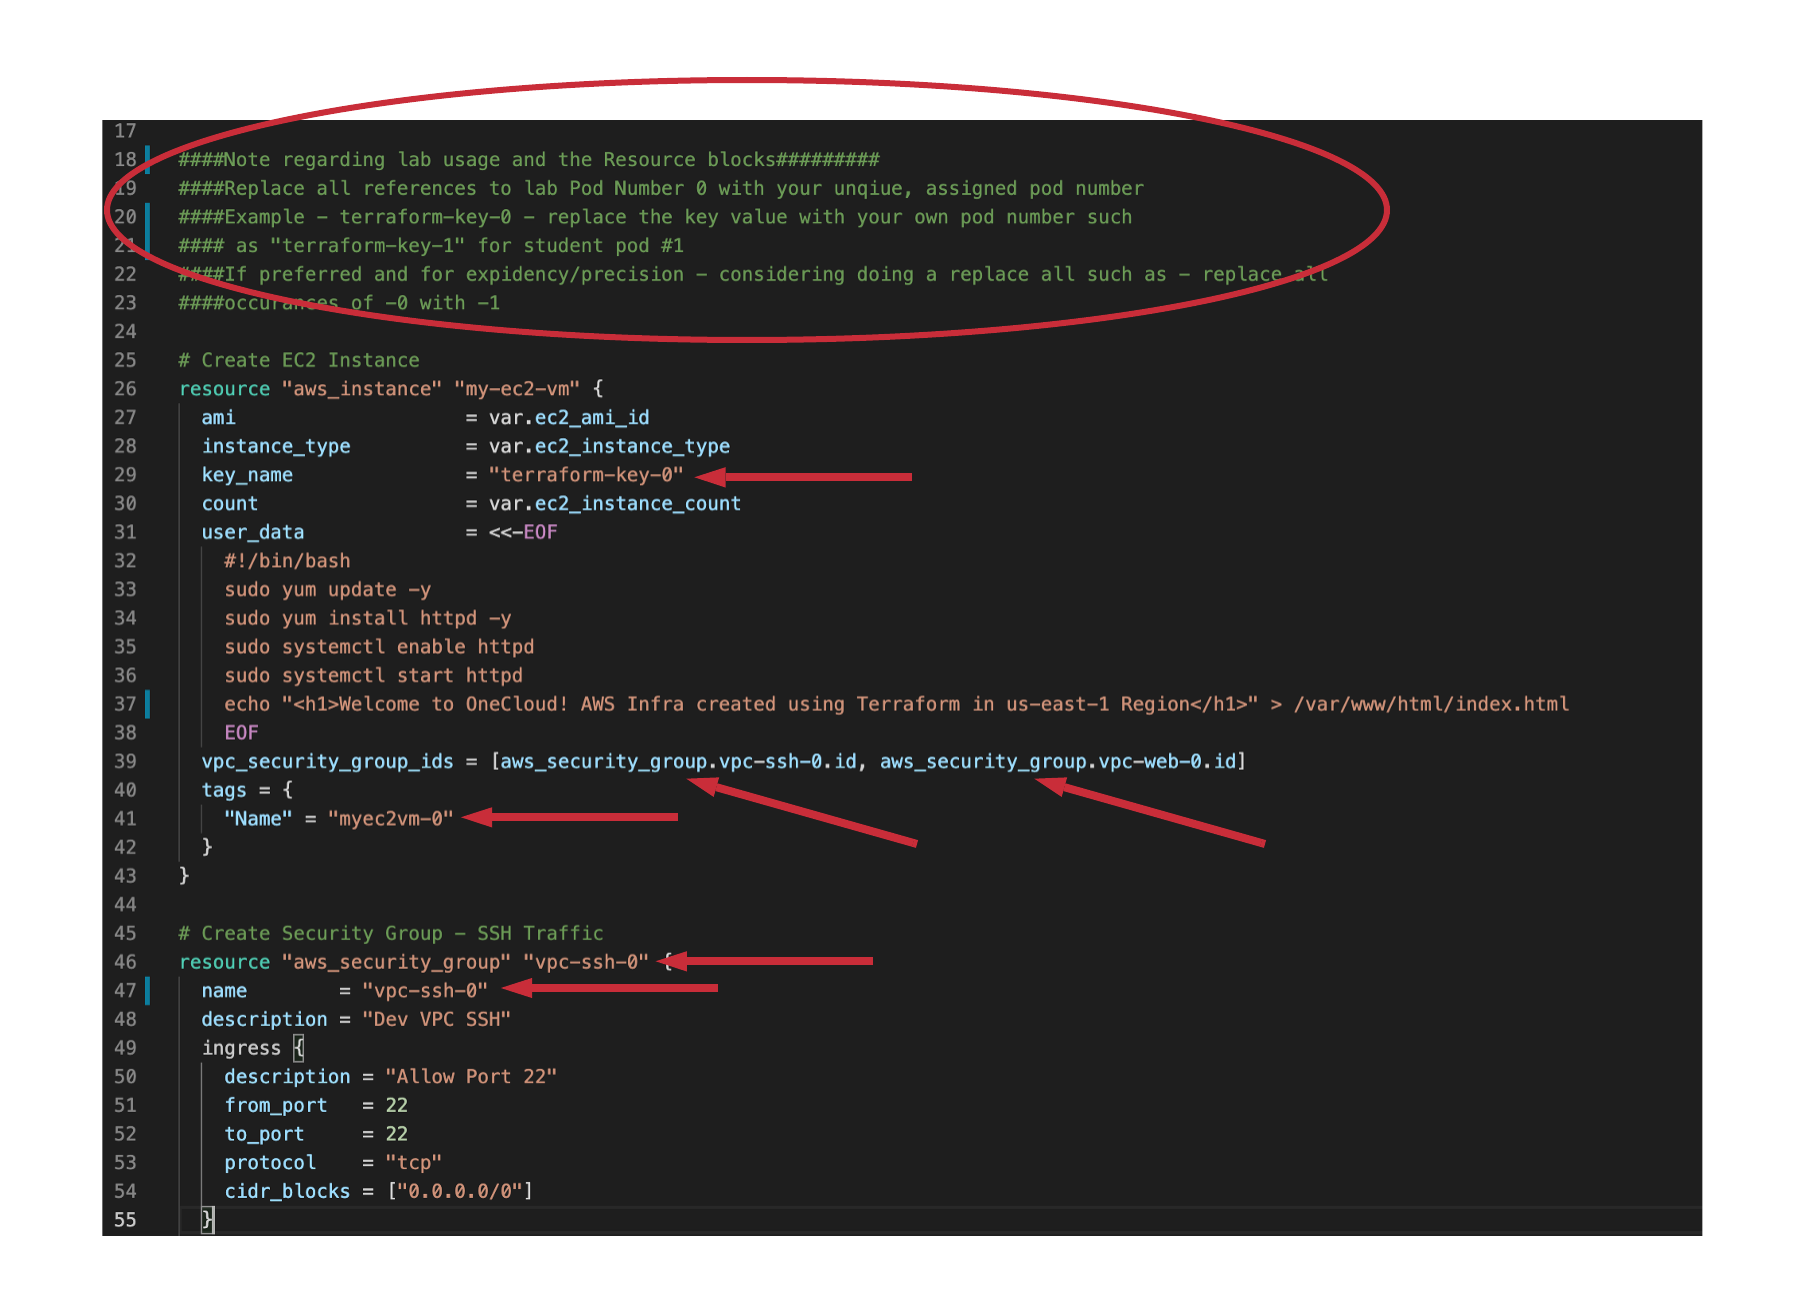 17
18 ####Note regarding lab usage and the Resource blocks#########
19 ####Replace all references to lab Pod Number 0 with your unqiue, assigned pod number
20 ####Example - terraform-key-0 - replace the key value with your own pod number such
21 #### as "terraform-key-1" for student pod #1
22 ####If preferred and for expidency/precision - considering doing a replace all such as - replace all
23 ####occurances of -0 with -1
24
25 # Create EC2 Instance
26 resource "aws_instance" "my-ec2-vm" {
27 ami = var.ec2_ami_id
28 instance_type = var.ec2_instance_type
29 key_name = "terraform-key-0"
30 count = var.ec2_instance_count
31 user_data = <<-EOF
32 #!/bin/bash
33 sudo yum update -y
34 sudo yum install httpd -y
35 sudo systemctl enable httpd
36 sudo systemctl start httpd
37 echo "<h1>Welcome to OneCloud! AWS Infra created using Terraform in us-east-1 Region</h1>" > /var/www/html/index.html
38 EOF
39 vpc_security_group_ids = [aws_security_group.vpc-ssh-0.id, aws_security_group.vpc-web-0.id]
40 tags = {
41 "Name" = "myec2vm-0"
42 }
43 }
44
45 # Create Security Group - SSH Traffic
46 resource "aws_security_group" "vpc-ssh-0" {
47 name = "vpc-ssh-0"
48 description = "Dev VPC SSH"
49 ingress {
50 description = "Allow Port 22"
51 from_port = 22
52 to_port = 22
53 protocol = "tcp"
54 cidr_blocks = ["0.0.0.0/0"]
55 }